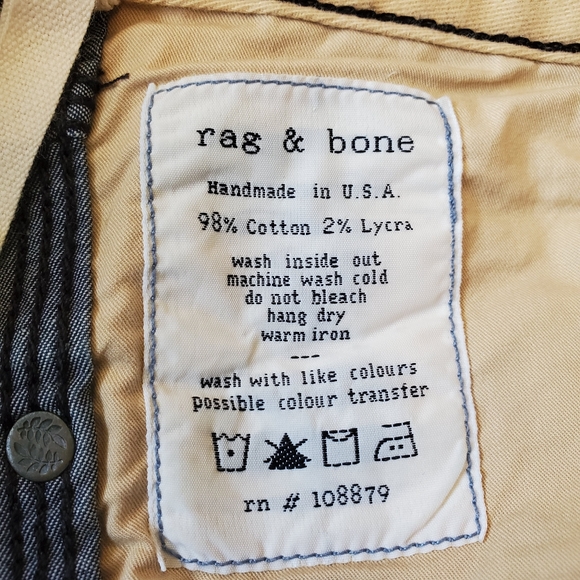 rag & bone
Handmade in U.S.A.
98% Cotton 2% Lycra
wash inside out
machine wash cold
do not bleach
hang dry
warm iron
---
wash with like colours
possible colour transfer
rn # 108879